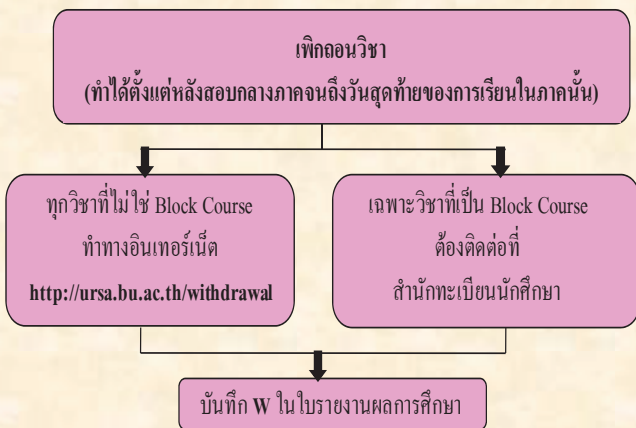 เพิกถอนวิชา
(ทำได้ตั้งแต่หลังสอบกลางภาคจนถึงวันสุดท้ายของการเรียนในภาคนั้น)
ทุกวิชาที่ไม่ใช่ Block Course
ทำทางอินเทอร์เน็ต
http://ursa.bu.ac.th/withdrawal
เฉพาะวิชาที่เป็น Block Course
ต้องติดต่อที่
สำนักทะเบียนนักศึกษา
บันทึก W ในใบรายงานผลการศึกษา